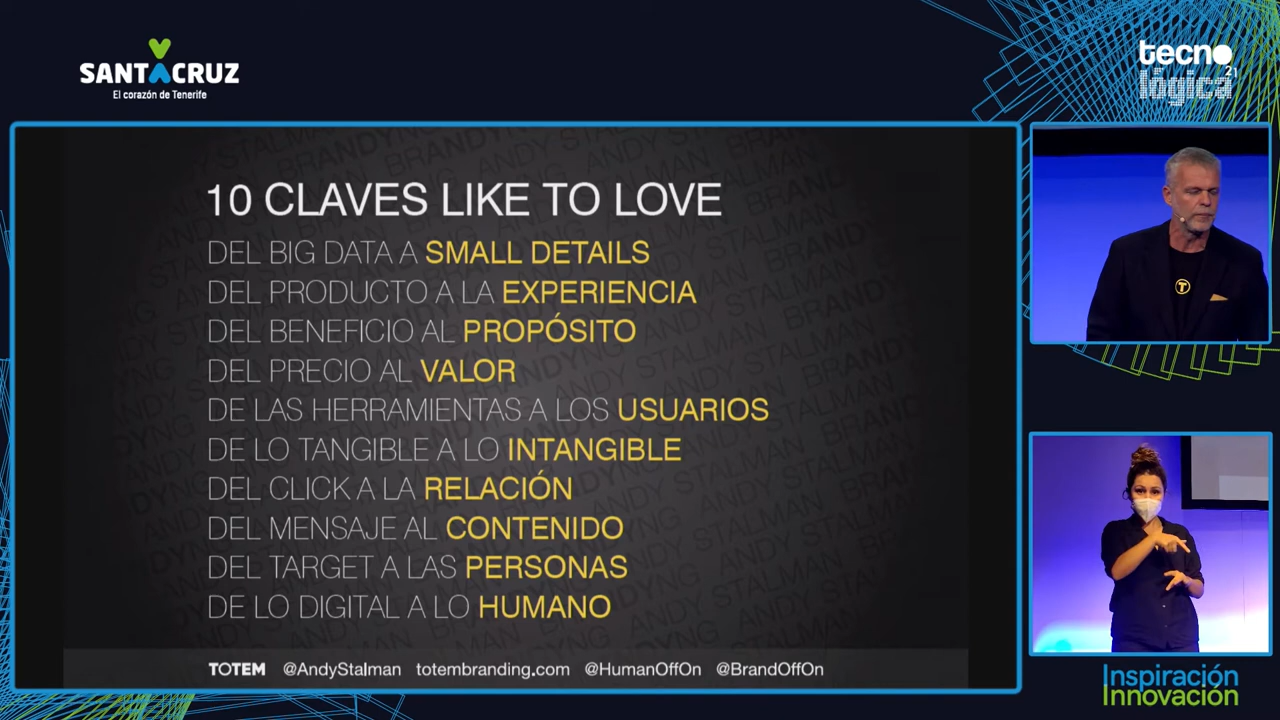 SANTACRUZ
El corazón de Tenerife
tecno
lógica
21
10 CLAVES LIKE TO LOVE
DEL BIG DATA A SMALL DETAILS
DEL PRODUCTO A LA EXPERIENCIA
DEL BENEFICIO AL PROPÓSITO
DEL PRECIO AL VALOR
DE LAS HERRAMIENTAS A LOS USUARIOS
DE LO TANGIBLE A LO INTANGIBLE
DEL CLICK A LA RELACIÓN
DEL MENSAJE AL CONTENIDO
DEL TARGET A LAS PERSONAS
DE LO DIGITAL A LO HUMANO
TOTEM @AndyStalman totembranding.com @HumanOffOn @BrandOffOn
Inspiración
Innovación